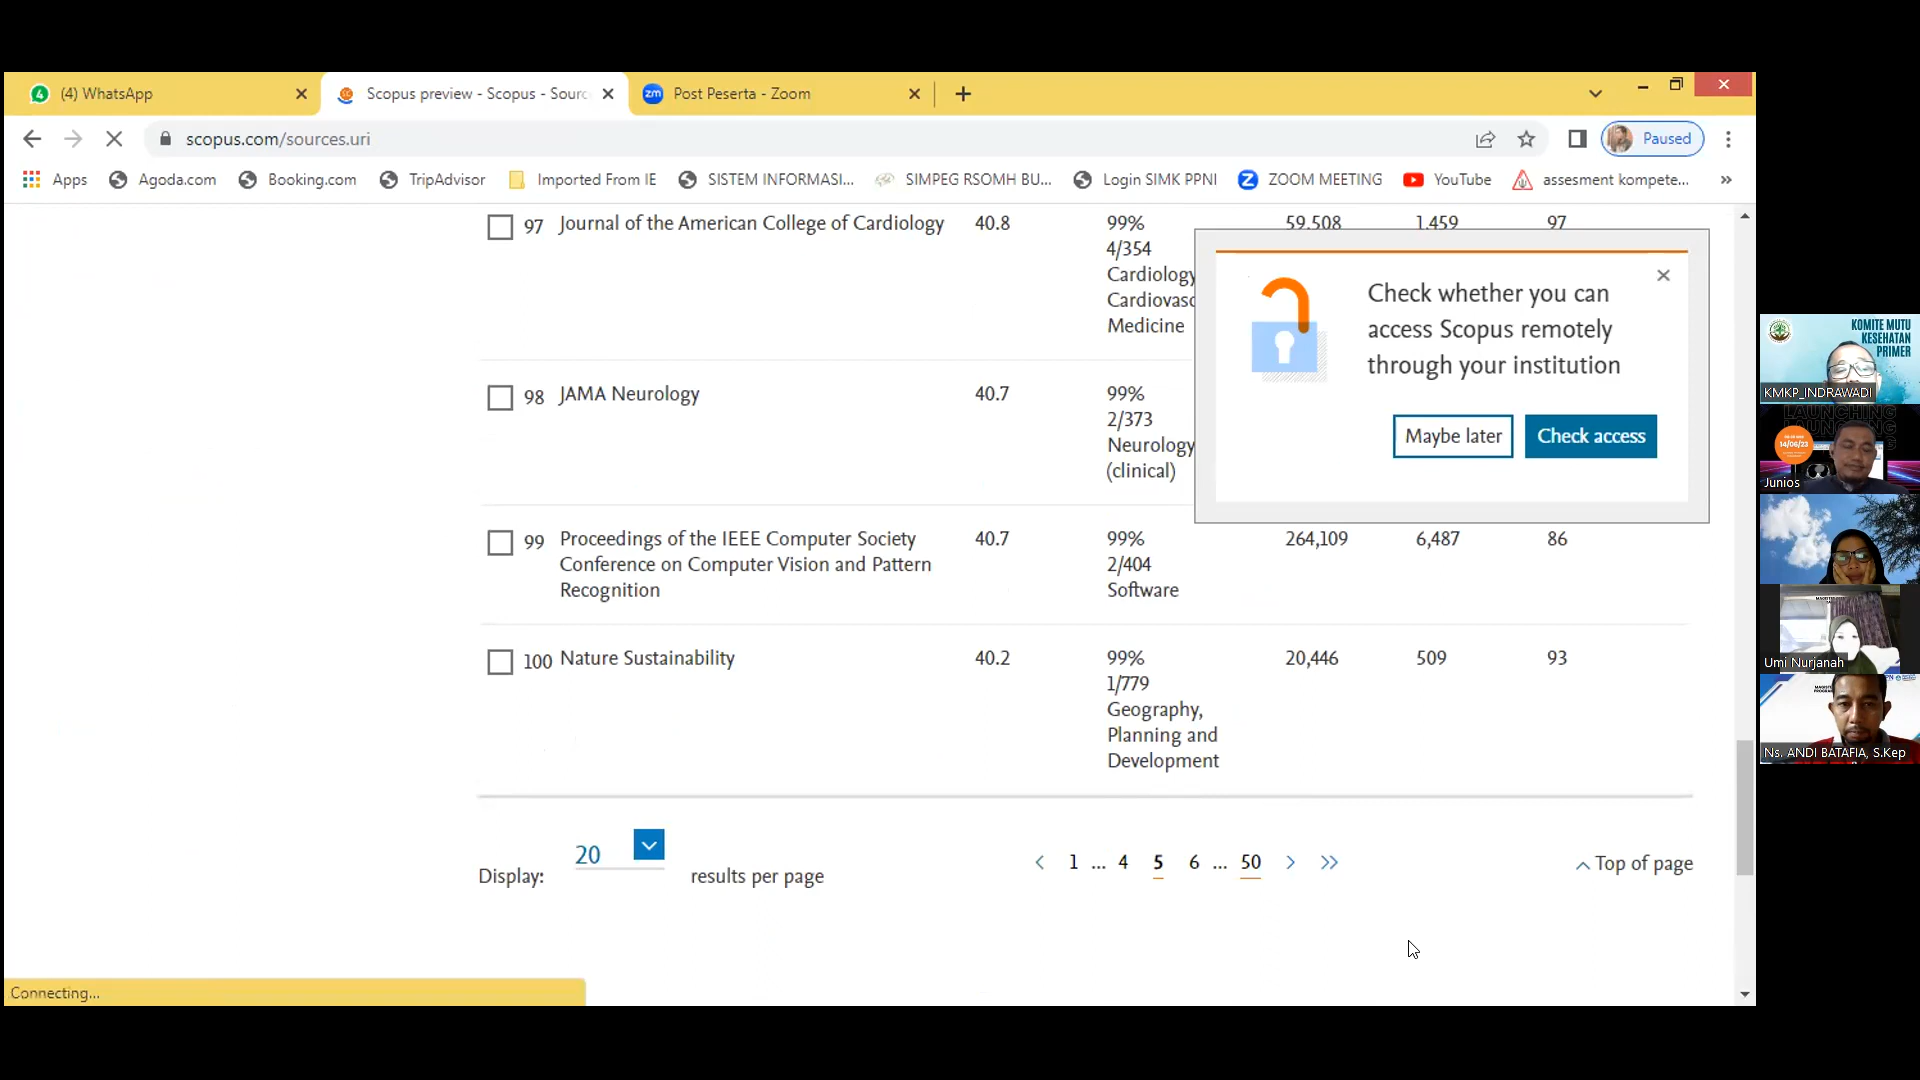 (4) WhatsApp
Scopus preview - Scopus - Sourc
Post Peserta - Zoom
scopus.com/sources.uri
Paused
Apps
Agoda.com
Booking.com
TripAdvisor
Imported From IE
SISTEM INFORMASI...
SIMPEG RSOMH BU...
Login SIMK PPNI
ZOOM MEETING
YouTube
assesment kompete...
97 Journal of the American College of Cardiology 40.8 99% 59,508 1,459 97
4/354
Cardiology
Cardiovasc
Medicine
Check whether you can
access Scopus remotely
through your institution
Maybe later
Check access
98 JAMA Neurology 40.7 99%
2/373
Neurology
(clinical)
99 Proceedings of the IEEE Computer Society 40.7 99% 264,109 6,487 86
Conference on Computer Vision and Pattern 2/404
Recognition Software
100 Nature Sustainability 40.2 99% 20,446 509 93
1/779
Geography,
Planning and
Development
Display: 20 results per page
1 ... 4 5 6 ... 50
Top of page
Connecting...
KOMITE MUTU
KESEHATAN
PRIMER
KMKP_INDRAWADI
LAUNCHING
14/06/23
Junios
Umi Nurjanah
Ns. ANDI BATAFIA, S.Kep